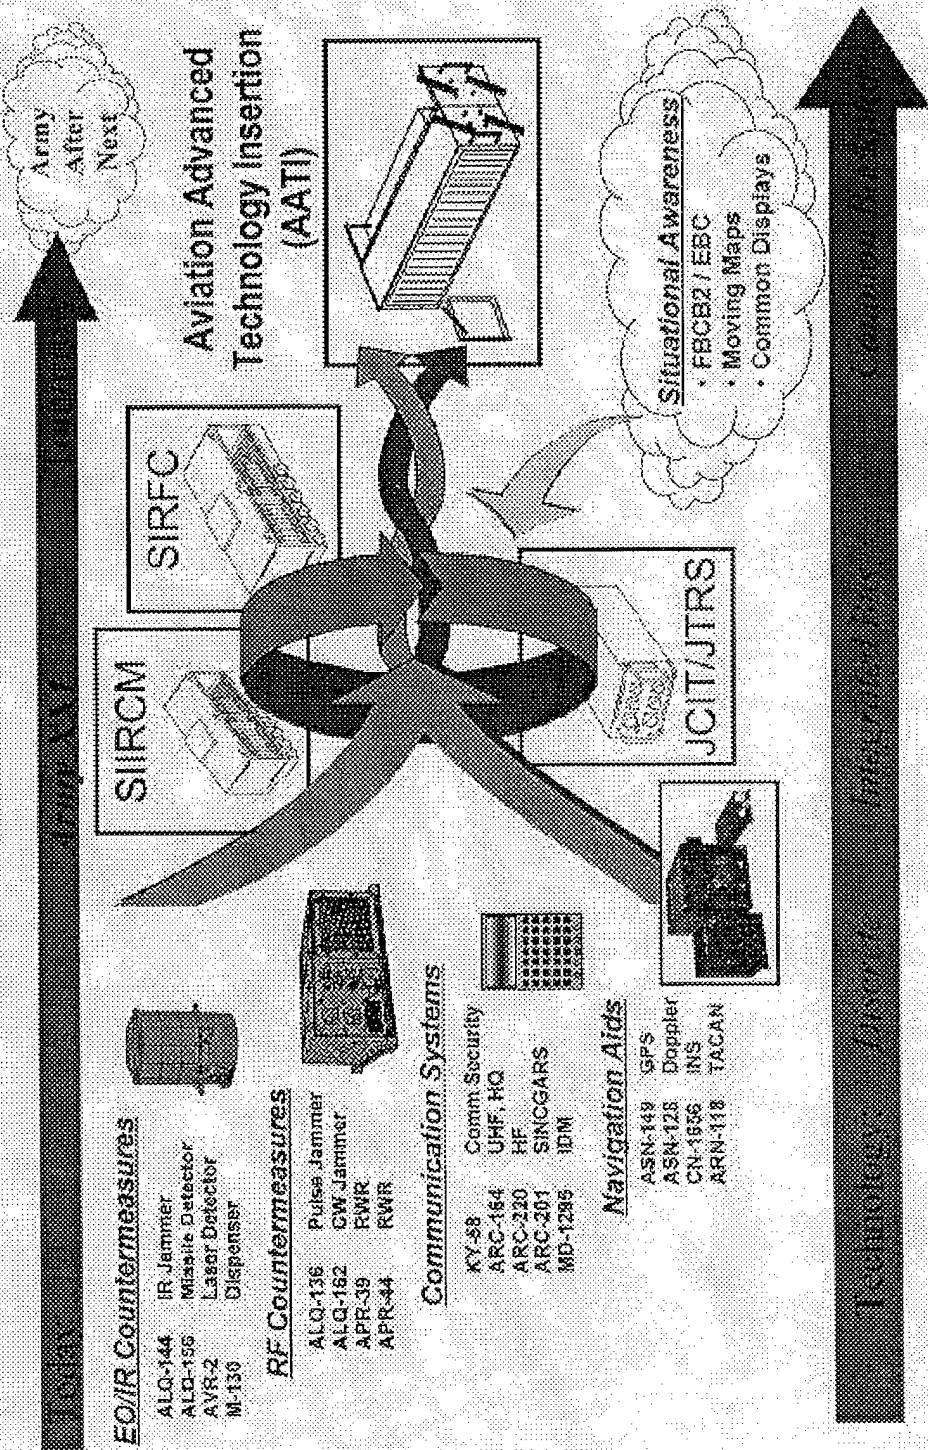 Today
Army XXI
Army
After
Next
EO/IR Countermeasures
ALQ-144 IR Jammer
ALQ-156 Missile Detector
AVR-2 Laser Detector
M-130 Dispenser
RF Countermeasures
ALQ-136 Pulse Jammer
ALQ-162 CW Jammer
APR-39 RWR
APR-44 RWR
Communication Systems
KY-58 Comm Security
ARC-164 UHF, HQ
ARC-220 HF
ARC-201 SINCGARS
MD-1295 IDM
Navigation Aids
ASN-149 GPS
ASN-128 Doppler
CN-1656 INS
ARN-118 TACAN
SIIRCM
SIRFC
JCIT/JTRS
Aviation Advanced
Technology Insertion
(AATI)
Situational Awareness
• FBCB2 / EBC
• Moving Maps
• Common Displays
Technology